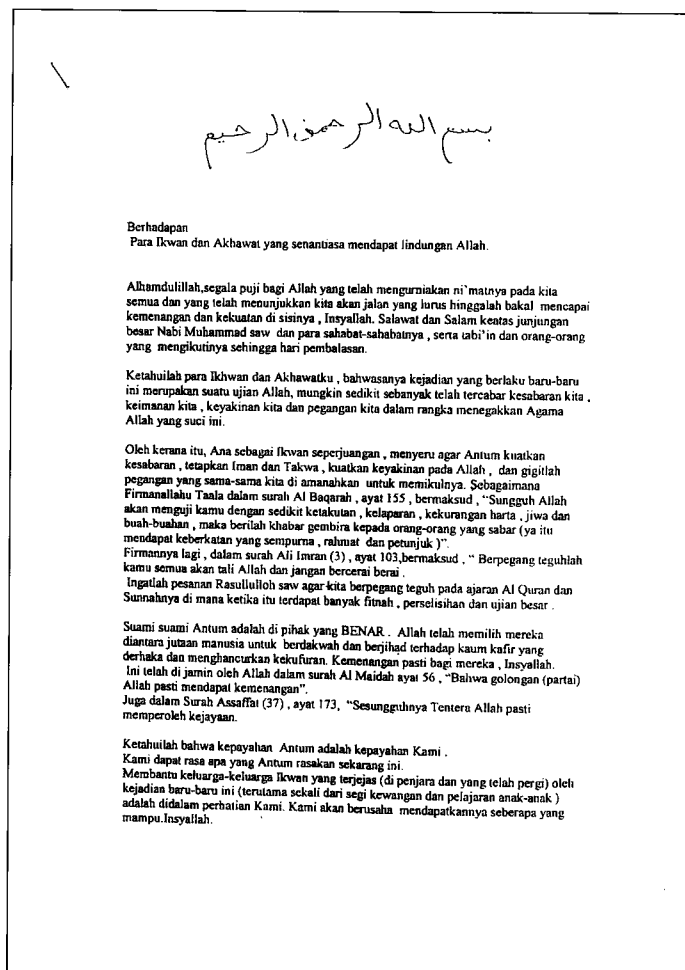 بسم الله الرحمن الرحيم
Berhadapan
Para Ikwan dan Akhawat yang senantiasa mendapat lindungan Allah.
Alhamdulillah,segala puji bagi Allah yang telah mengurniakan ni'matnya pada kita
semua dan yang telah menunjukkan kita akan jalan yang lurus hinggalah bakal mencapai
kemenangan dan kekuatan di sisinya , Insyallah. Salawat dan Salam keatas junjungan
besar Nabi Muhammad saw dan para sahabat-sahabatnya , serta tabi'in dan orang-orang
yang mengikutinya sehingga hari pembalasan.
Ketahuilah para Ikhwan dan Akhawatku , bahwasanya kejadian yang berlaku baru-baru
ini merupakan suatu ujian Allah, mungkin sedikit sebanyak telah tercabar kesabaran kita ,
keimanan kita , keyakinan kita dan pegangan kita dalam rangka menegakkan Agama
Allah yang suci ini.
Oleh kerana itu, Ana sebagai Ikwan seperjuangan , menyeru agar Antum kuatkan
kesabaran , tetapkan Iman dan Takwa , kuatkan keyakinan pada Allah , dan gigitlah
pegangan yang sama-sama kita di amanahkan untuk memikulnya. Sebagaimana
Firmanallahu Taala dalam surah Al Baqarah , ayat 155 , bermaksud , "Sungguh Allah
akan menguji kamu dengan sedikit ketakutan , kelaparan , kekurangan harta , jiwa dan
buah-buahan , maka berilah khabar gembira kepada orang-orang yang sabar (ya itu
mendapat keberkatan yang sempurna , rahmat dan petunjuk )".
Firmannya lagi , dalam surah Ali Imran (3) , ayat 103,bermaksud , " Berpegang teguhlah
kamu semua akan tali Allah dan jangan bercerai berai .
Ingatlah pesanan Rasullulloh saw agar kita berpegang teguh pada ajaran Al Quran dan
Sunnahnya di mana ketika itu terdapat banyak fitnah , perselisihan dan ujian besar .
Suami suami Antum adalah di pihak yang BENAR . Allah telah memilih mereka
diantara jutaan manusia untuk berdakwah dan berjihad terhadap kaum kafir yang
derhaka dan menghancurkan kekufuran. Kemenangan pasti bagi mereka , Insyallah.
Ini telah di jamin oleh Allah dalam surah Al Maidah ayat 56 , "Bahwa golongan (partai)
Allah pasti mendapat kemenangan".
Juga dalam Surah Assaffat (37) , ayat 173, "Sesungguhnya Tentera Allah pasti
memperoleh kejayaan.
Ketahuilah bahwa kepayahan Antum adalah kepayahan Kami .
Kami dapat rasa apa yang Antum rasakan sekarang ini.
Membantu keluarga-keluarga Ikwan yang terjejas (di penjara dan yang telah pergi) oleh
kejadian baru-baru ini (terutama sekali dari segi kewangan dan pelajaran anak-anak )
adalah didalam perhatian Kami. Kami akan berusaha mendapatkannya seberapa yang
mampu.Insyallah.